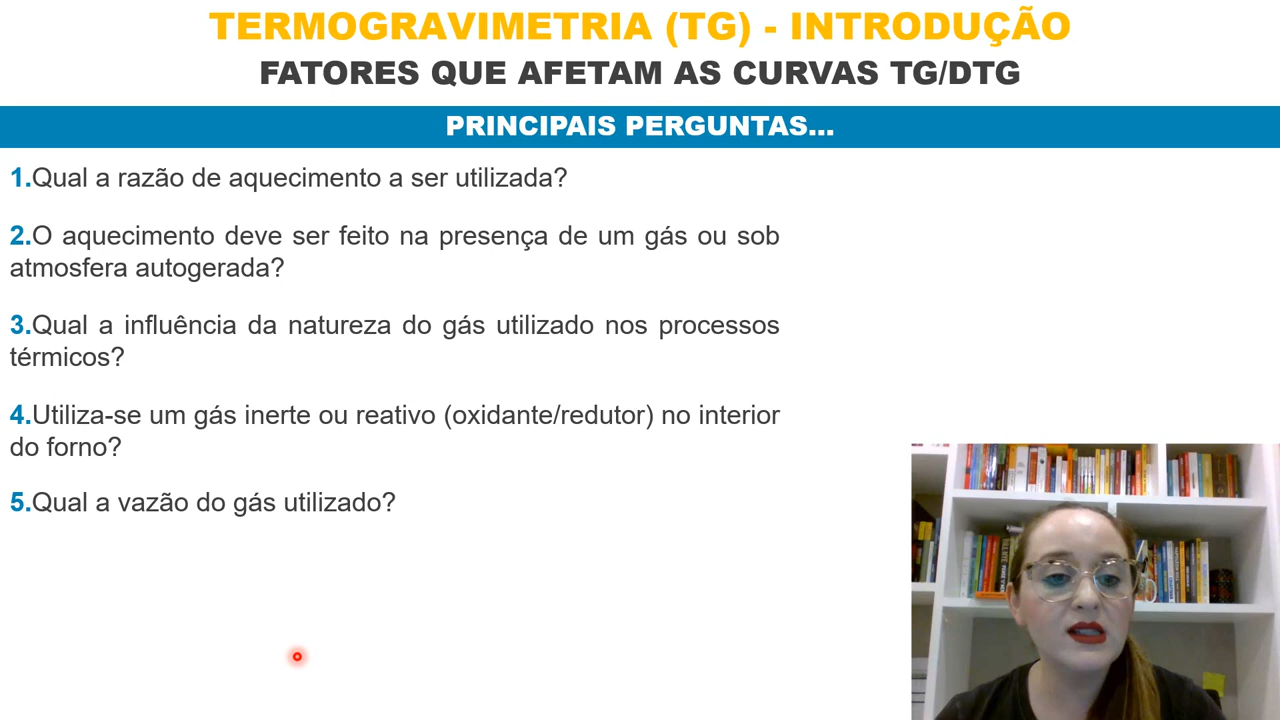 TERMOGRAVIMETRIA (TG) - INTRODUÇÃO
FATORES QUE AFETAM AS CURVAS TG/DTG
PRINCIPAIS PERGUNTAS...
1.Qual a razão de aquecimento a ser utilizada?
2.O aquecimento deve ser feito na presença de um gás ou sob
atmosfera autogerada?
3.Qual a influência da natureza do gás utilizado nos processos
térmicos?
4.Utiliza-se um gás inerte ou reativo (oxidante/redutor) no interior
do forno?
5.Qual a vazão do gás utilizado?